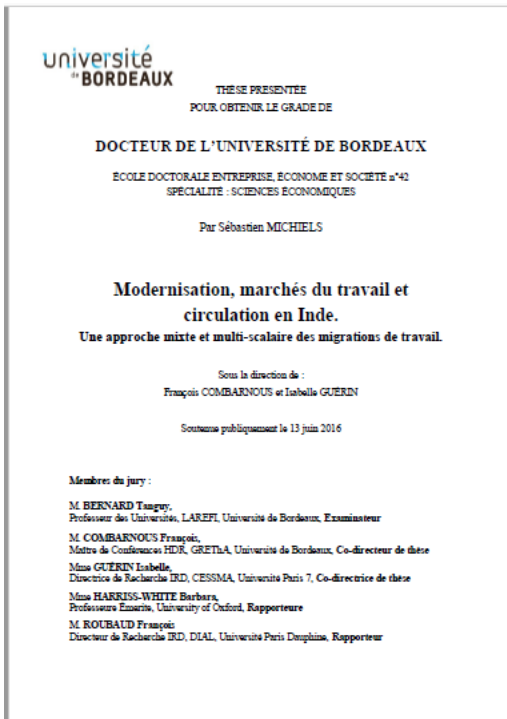 université
de BORDEAUX
THÈSE PRÉSENTÉE
POUR OBTENIR LE GRADE DE
DOCTEUR DE L'UNIVERSITÉ DE BORDEAUX
ÉCOLE DOCTORALE ENTREPRISE, ÉCONOME ET SOCIÉTÉ n°42
SPÉCIALITÉ : SCIENCES ÉCONOMIQUES
Par Sébastien MICHIELS
Modernisation, marchés du travail et
circulation en Inde.
Une approche mixte et multi-scalaire des migrations de travail.
Sous la direction de :
François COMBARNOUS et Isabelle GUÉRIN
Soutenue publiquement le 13 juin 2016
Membres du jury :
M. BERNARD Tanguy,
Professeur des Universités, LAREFI, Université de Bordeaux, Examinateur
M. COMBARNOUS François,
Maître de Conférences HDR, GREThA, Université de Bordeaux, Co-directeur de thèse
Mme GUÉRIN Isabelle,
Directrice de Recherche IRD, CESSMA, Université Paris 7, Co-directrice de thèse
Mme HARRISS-WHITE Barbara,
Professeure Emerite, University of Oxford, Rapporteure
M. ROUBAUD François
Directeur de Recherche IRD, DIAL, Université Paris Dauphine, Rapporteur